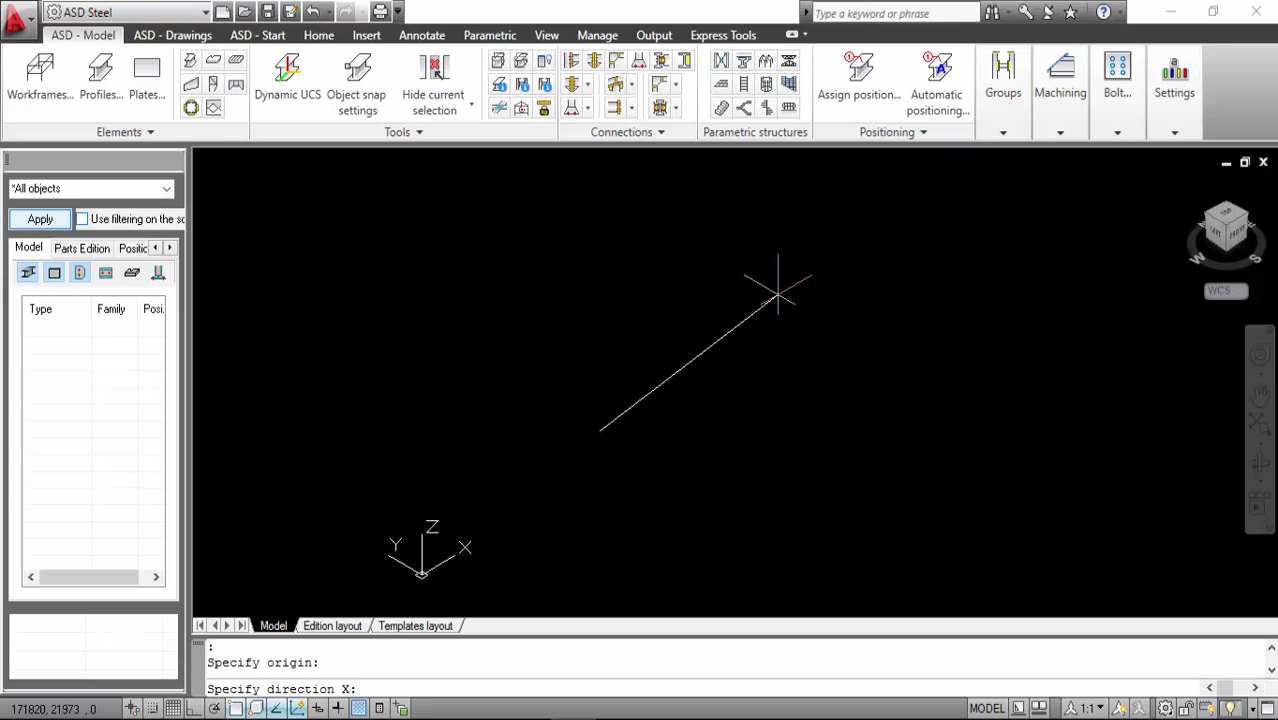 ASD Steel
Type a keyword or phrase
ASD - Model ASD - Drawings ASD - Start Home Insert Annotate Parametric View Manage Output Express Tools
Workframes... Profiles... Plates...
Dynamic UCS Object snap settings Hide current selection
Assign position... Automatic positioning...
Groups Machining Bolt... Settings
Elements Tools Connections Parametric structures Positioning
*All objects
Apply Use filtering on the sc
Model Parts Edition Positic
Type Family Posi.
TOP
LEFT FRONT
W S
WCS
Z
Y X
Model Edition layout Templates layout
:
Specify origin:
Specify direction X:
171820, 21973 , 0 MODEL 1:1